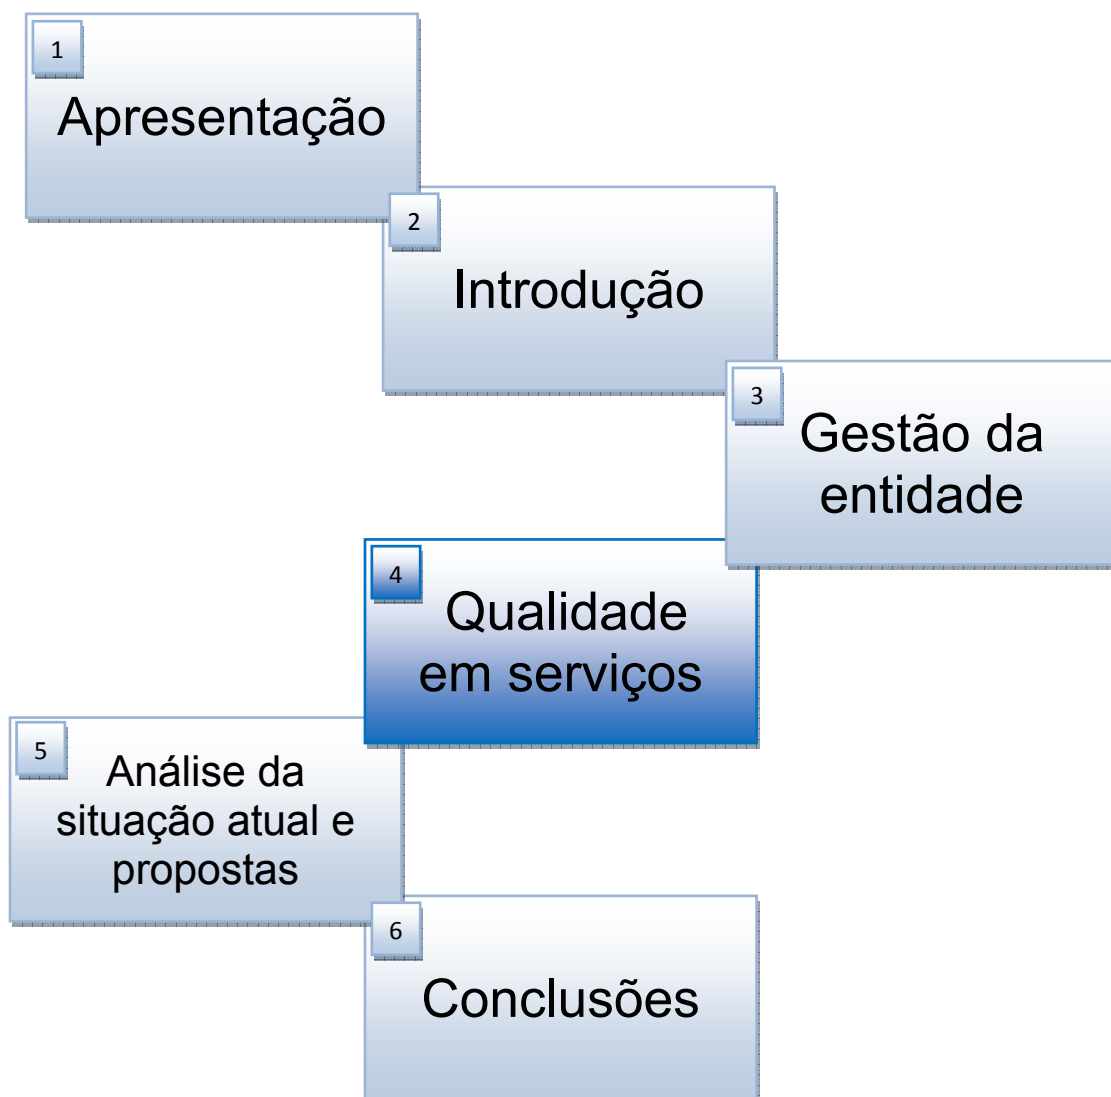 1
Apresentação
2
Introdução
3
Gestão da
entidade
4
Qualidade
em serviços
5
Análise da
situação atual e
propostas
6
Conclusões